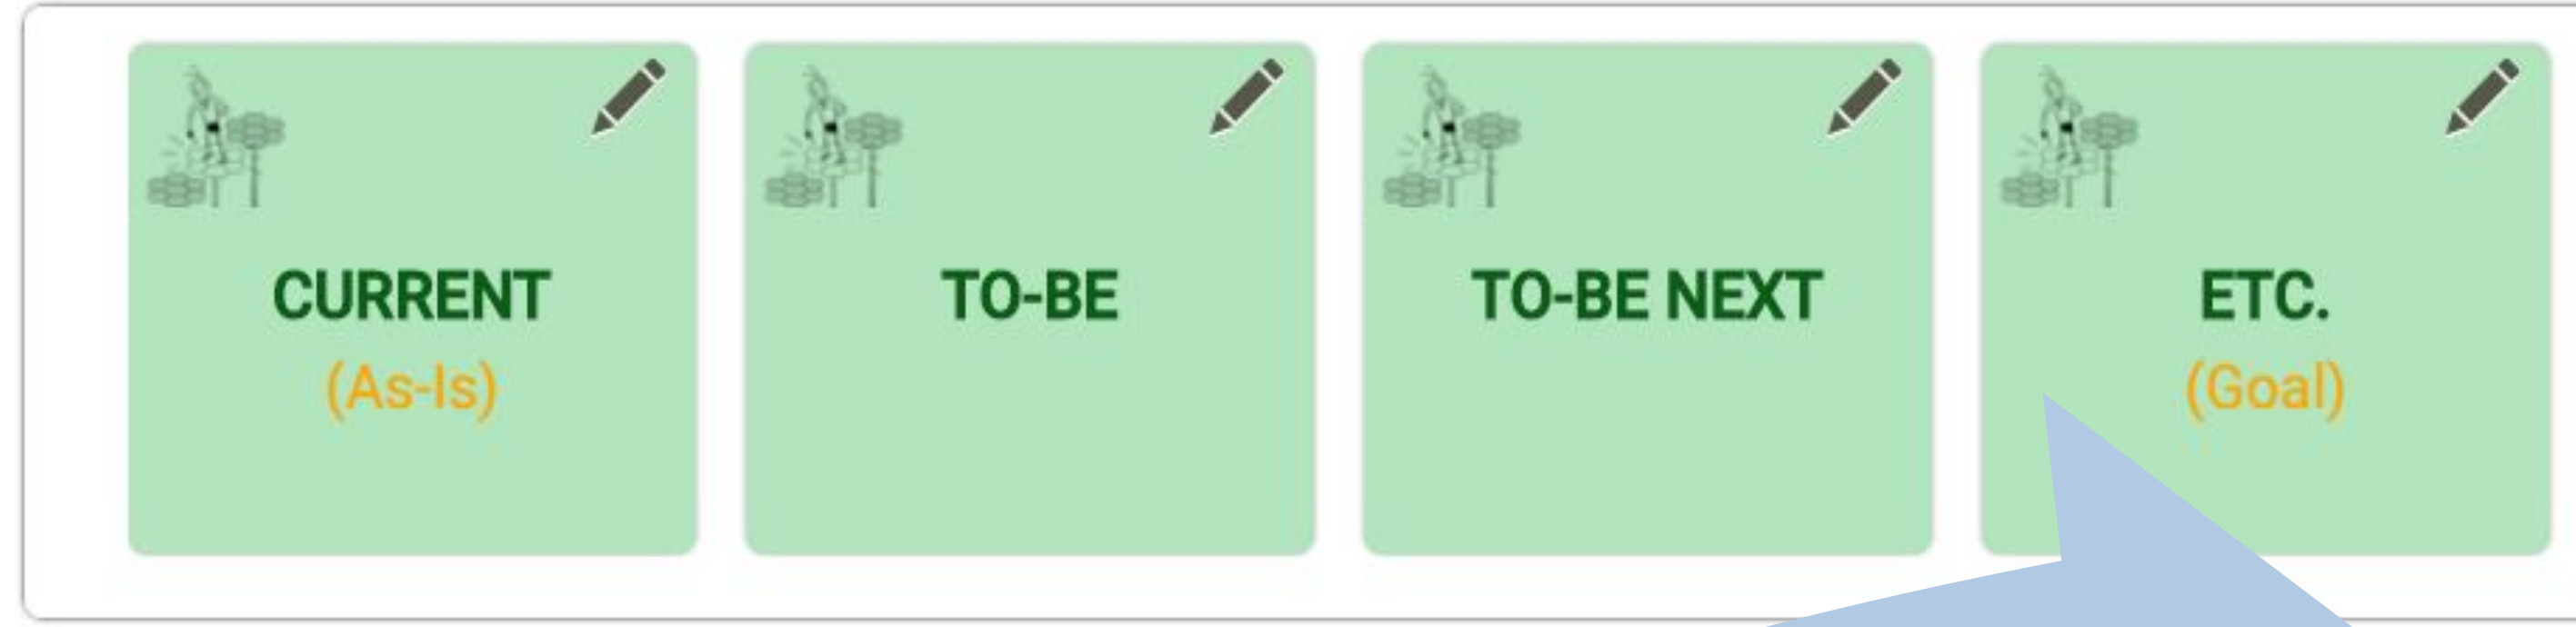 CURRENT
(As-Is)
TO-BE
TO-BE NEXT
ETC.
(Goal)